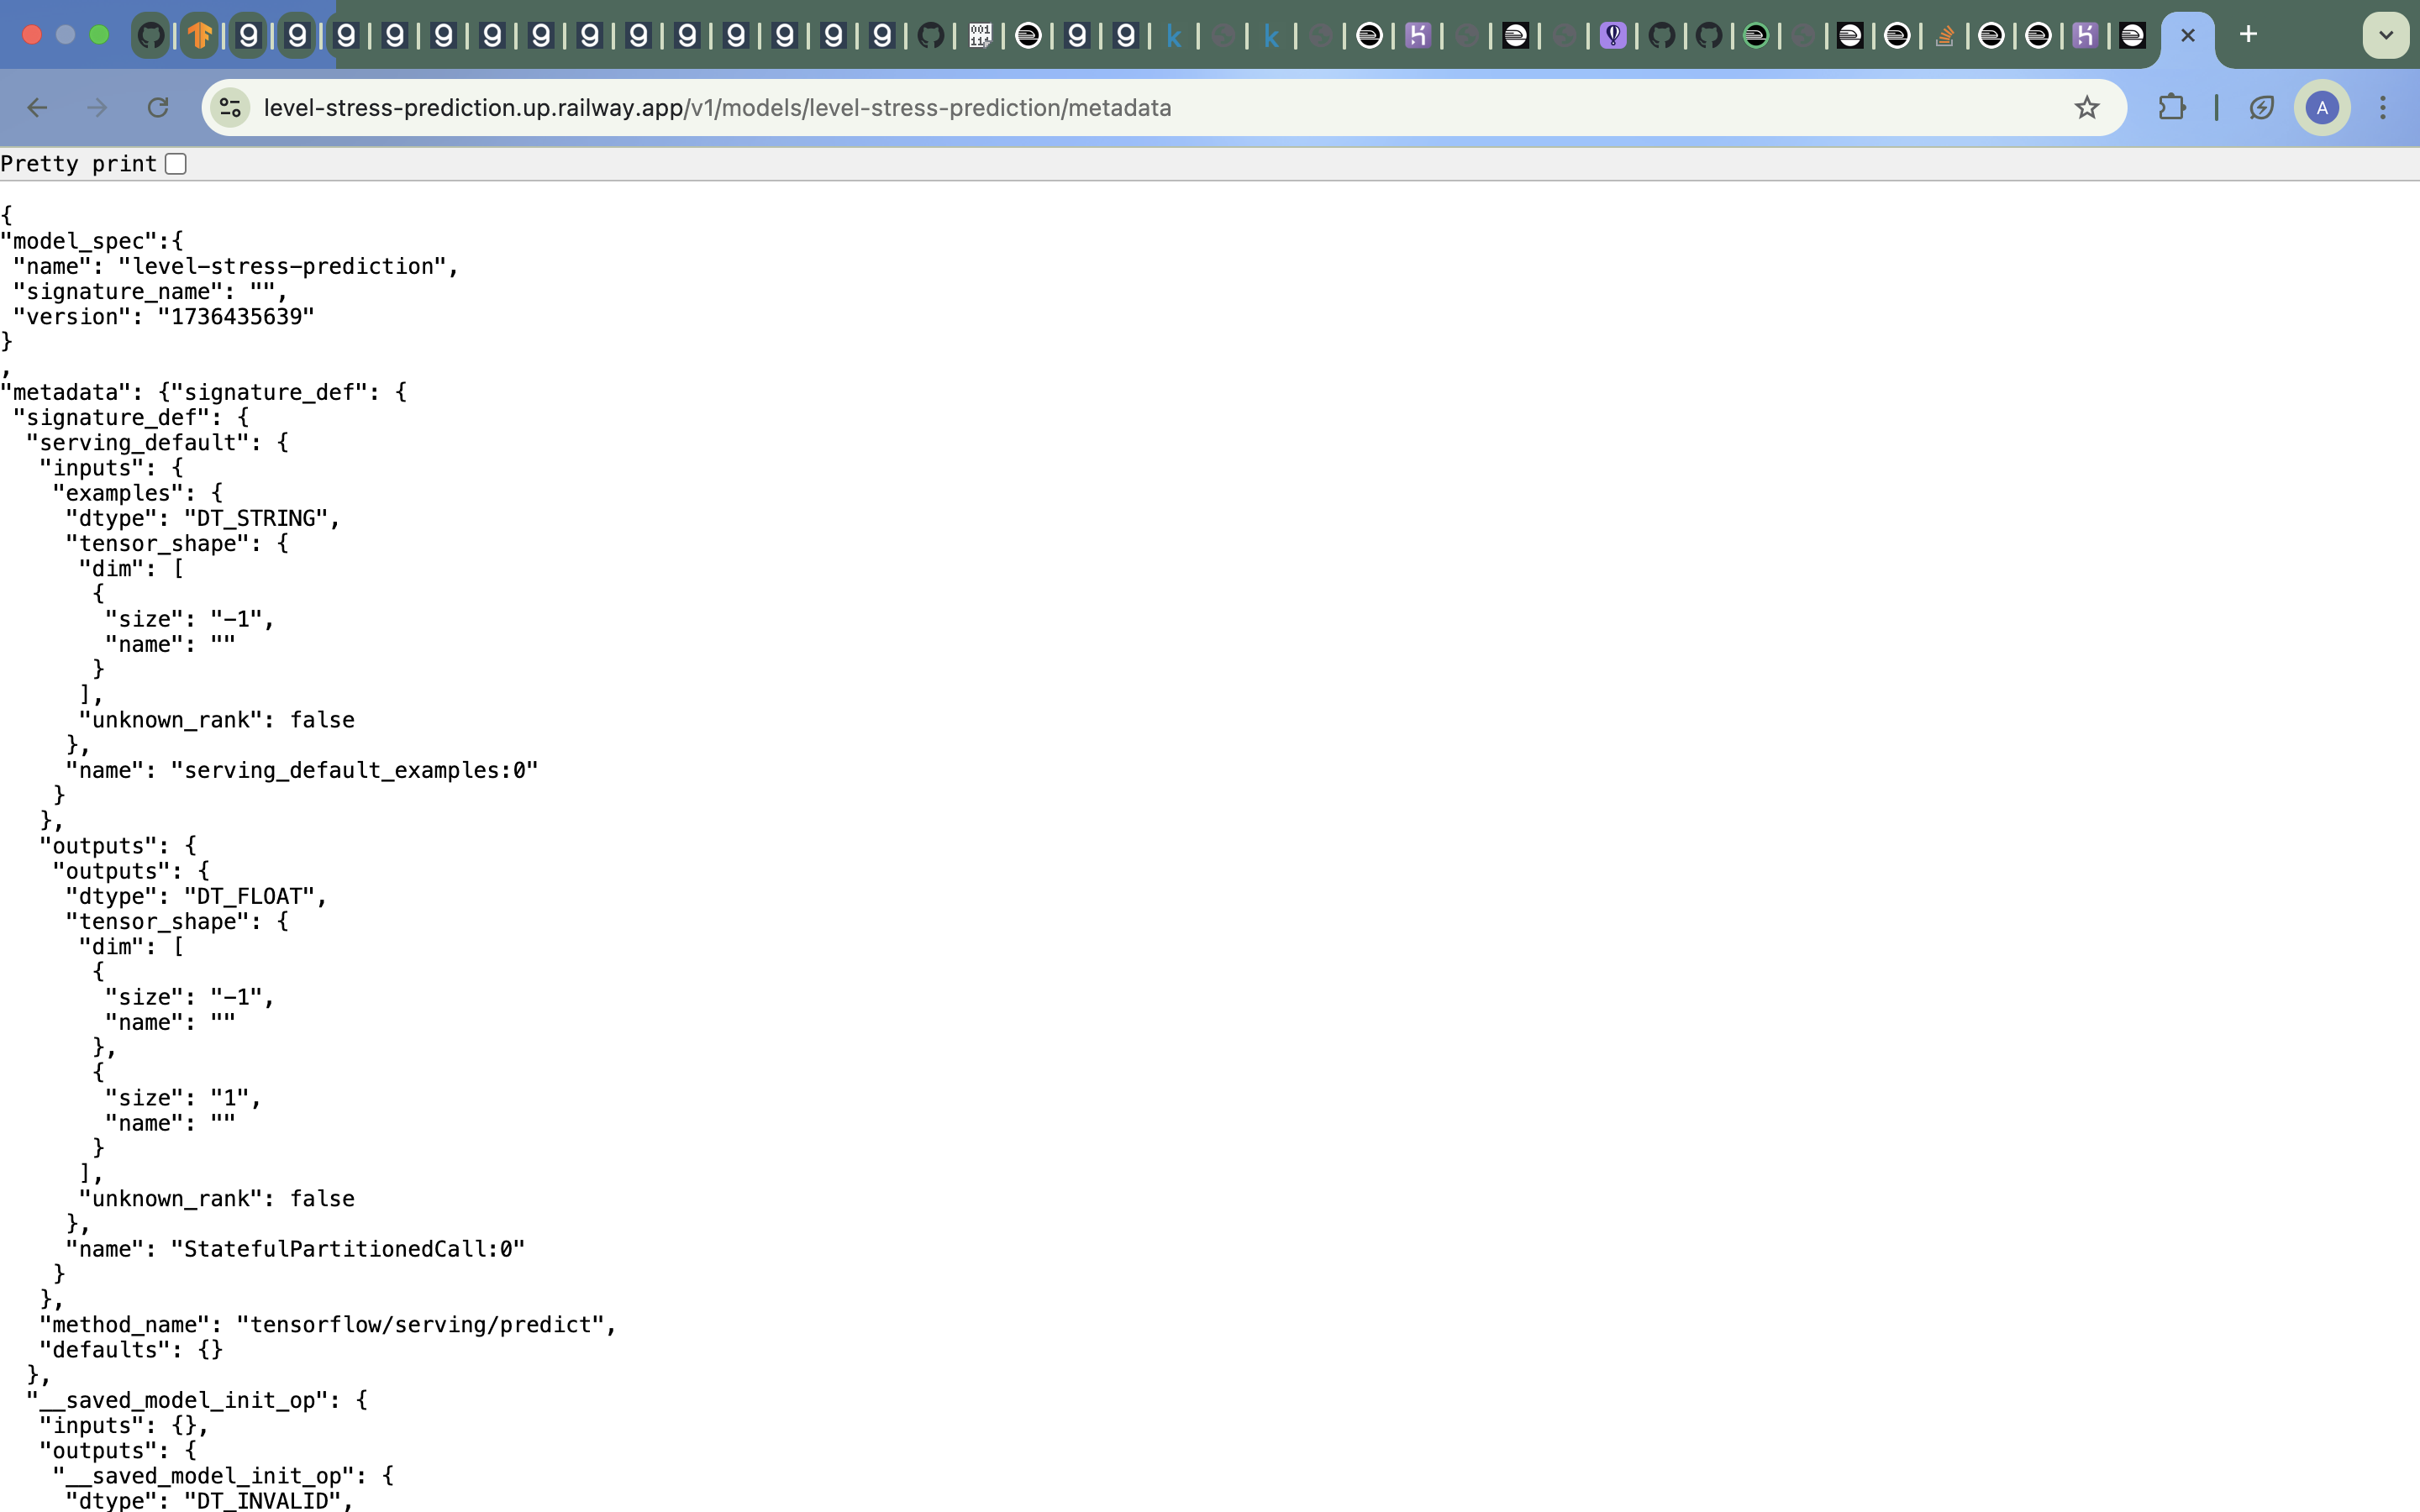 level-stress-prediction.up.railway.app/v1/models/level-stress-prediction/metadata
A
Pretty print
{
"model_spec":{
 "name": "level-stress-prediction",
 "signature_name": "",
 "version": "1736435639"
}
,
"metadata": {"signature_def": {
 "signature_def": {
  "serving_default": {
   "inputs": {
    "examples": {
     "dtype": "DT_STRING",
     "tensor_shape": {
      "dim": [
       {
        "size": "-1",
        "name": ""
       }
      ],
      "unknown_rank": false
     },
     "name": "serving_default_examples:0"
    }
   },
   "outputs": {
    "outputs": {
     "dtype": "DT_FLOAT",
     "tensor_shape": {
      "dim": [
       {
        "size": "-1",
        "name": ""
       },
       {
        "size": "1",
        "name": ""
       }
      ],
      "unknown_rank": false
     },
     "name": "StatefulPartitionedCall:0"
    }
   },
   "method_name": "tensorflow/serving/predict",
   "defaults": {}
  },
  "__saved_model_init_op": {
   "inputs": {},
   "outputs": {
    "__saved_model_init_op": {
     "dtype": "DT_INVALID",